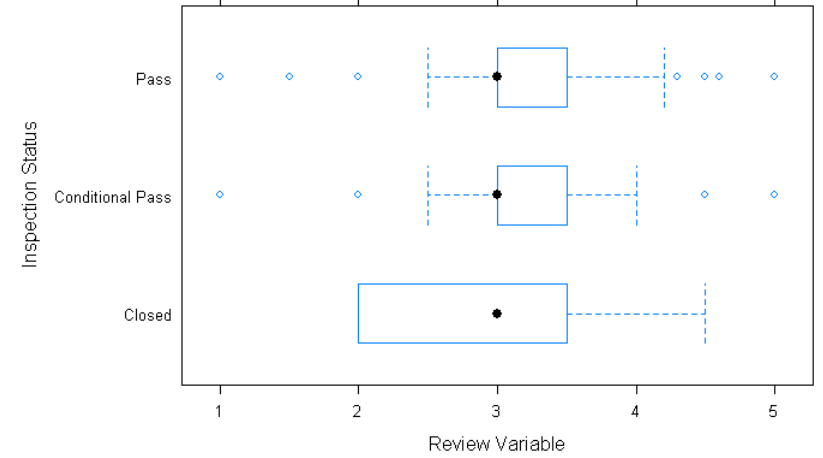 Pass
Conditional Pass
Closed
Inspection Status
1 2 3 4 5
Review Variable